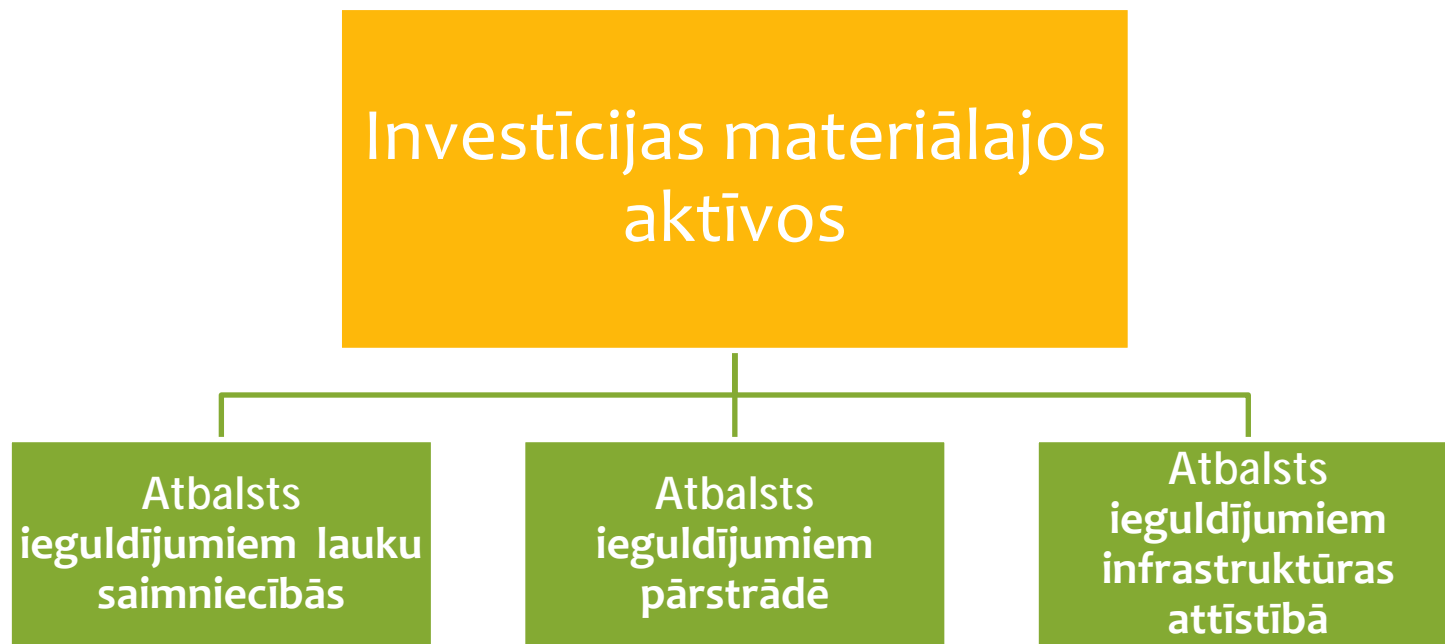 Investīcijas materiālajos
aktīvos
Atbalsts
ieguldījumiem lauku
saimniecībās
Atbalsts
ieguldījumiem
pārstrādē
Atbalsts
ieguldījumiem
infrastruktūras
attīstībā